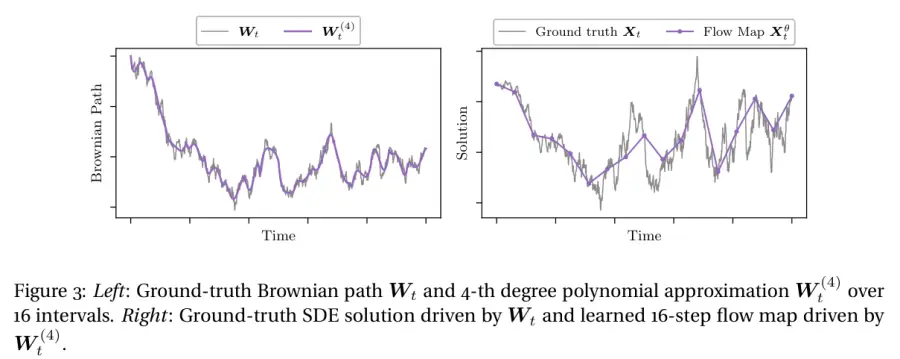 W_t W_t^(4)
Ground truth X_t Flow Map X_t^θ
Brownian Path
Time
Solution
Time
Figure 3: Left: Ground-truth Brownian path W_t and 4-th degree polynomial approximation W_t^(4) over
16 intervals. Right: Ground-truth SDE solution driven by W_t and learned 16-step flow map driven by
W_t^(4).